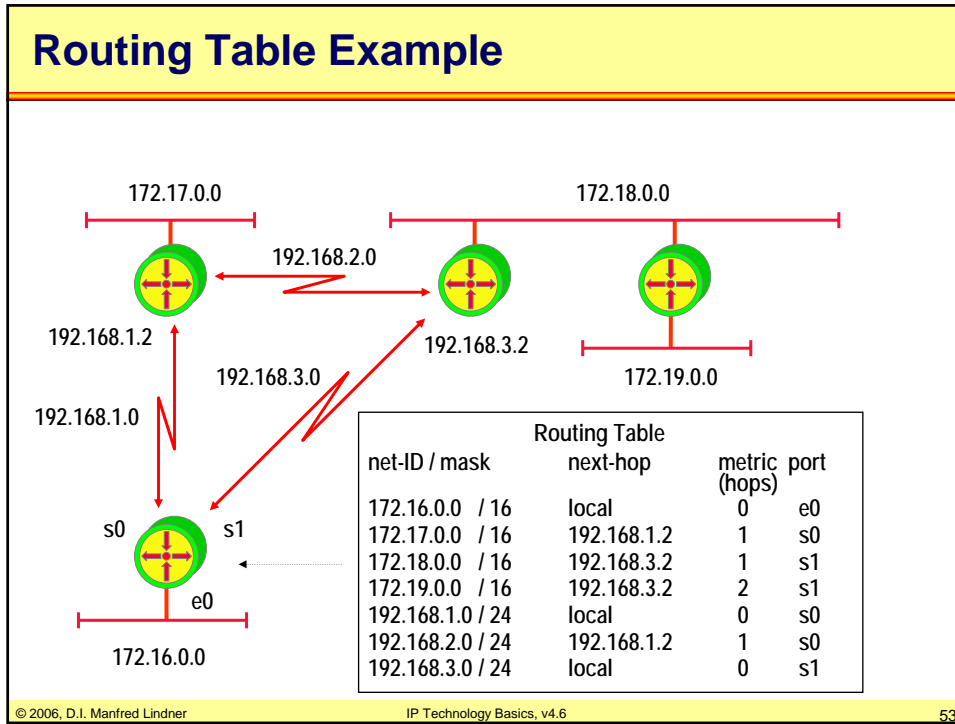 Routing Table Example
172.17.0.0
172.18.0.0
192.168.2.0
192.168.1.2
192.168.3.2
192.168.3.0
172.19.0.0
192.168.1.0
s0
s1
e0
172.16.0.0
Routing Table
net-ID / mask next-hop metric port
(hops)
172.16.0.0 / 16 local 0 e0
172.17.0.0 / 16 192.168.1.2 1 s0
172.18.0.0 / 16 192.168.3.2 1 s1
172.19.0.0 / 16 192.168.3.2 2 s1
192.168.1.0 / 24 local 0 s0
192.168.2.0 / 24 192.168.1.2 1 s0
192.168.3.0 / 24 local 0 s1
© 2006, D.I. Manfred Lindner
IP Technology Basics, v4.6
53